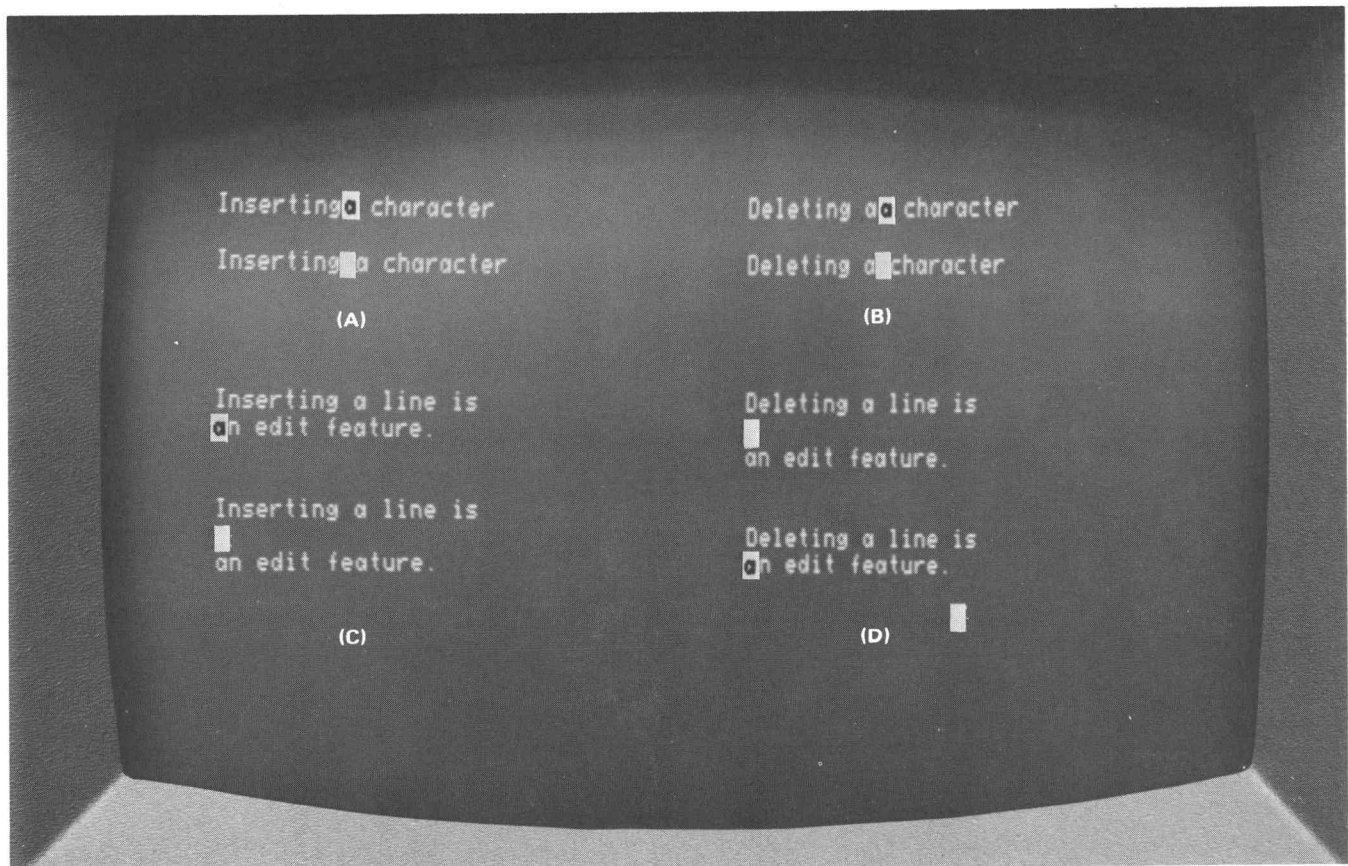 Insertinga character
Inserting a character
(A)
Deleting aa character
Deleting a character
(B)
Inserting a line is
an edit feature.
Inserting a line is
an edit feature.
(C)
Deleting a line is
an edit feature.
Deleting a line is
an edit feature.
(D)